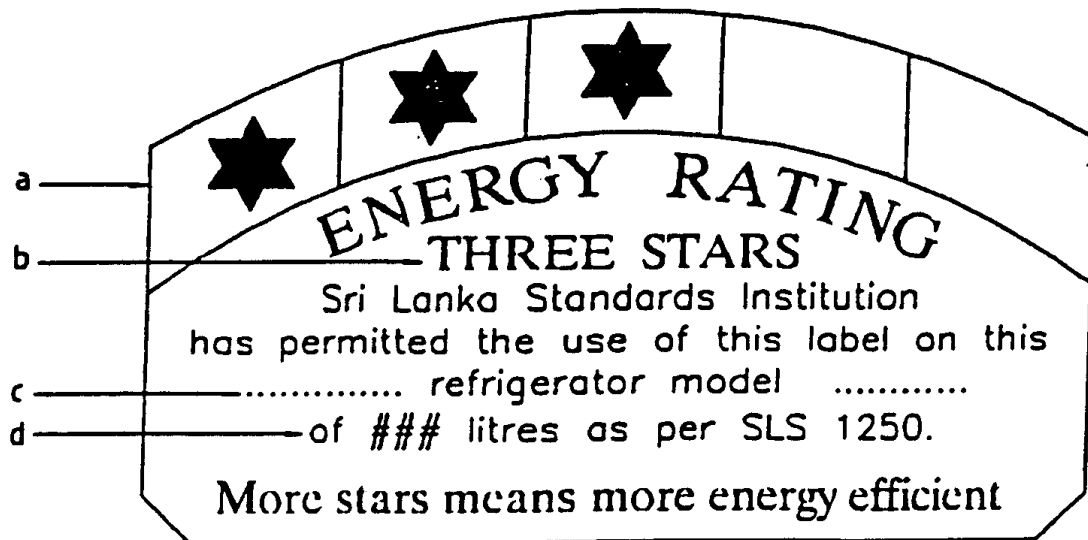 ENERGY RATING
a
b THREE STARS
Sri Lanka Standards Institution
has permitted the use of this label on this
c .............. refrigerator model ............
d of ### litres as per SLS 1250.
More stars means more energy efficient